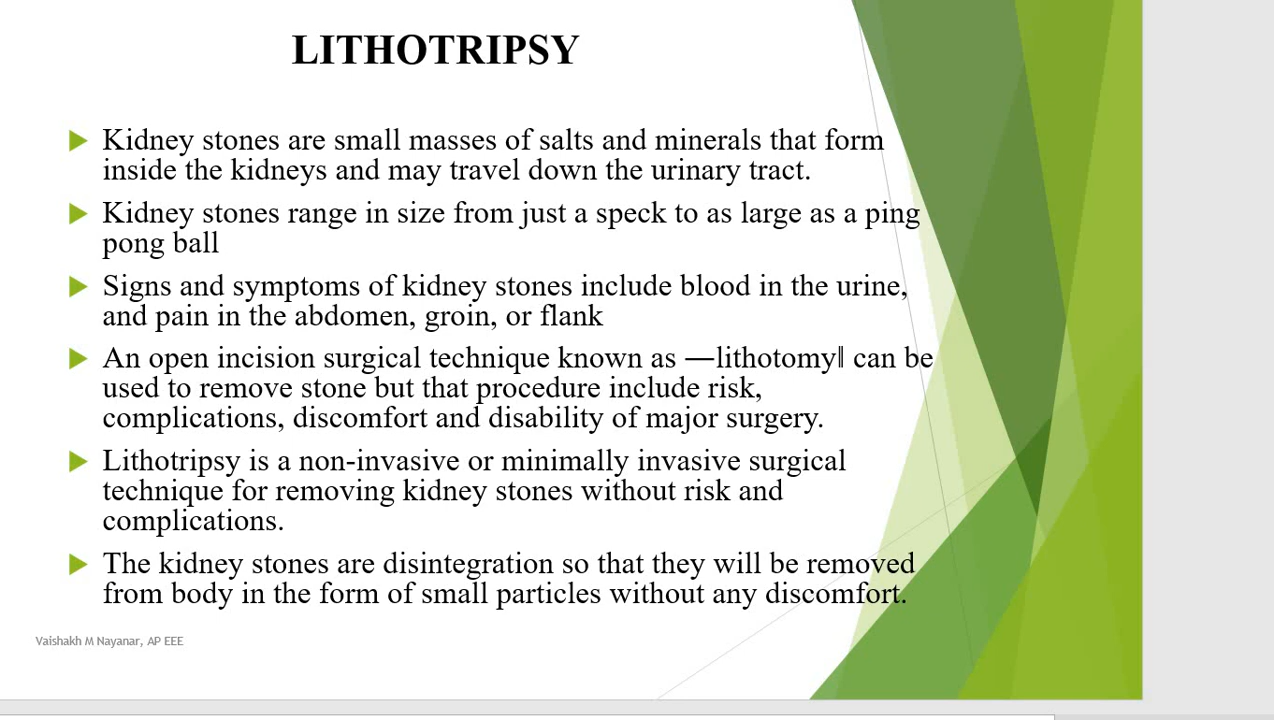 LITHOTRIPSY
Kidney stones are small masses of salts and minerals that form
inside the kidneys and may travel down the urinary tract.
Kidney stones range in size from just a speck to as large as a ping
pong ball
Signs and symptoms of kidney stones include blood in the urine,
and pain in the abdomen, groin, or flank
An open incision surgical technique known as ―lithotomy‖ can be
used to remove stone but that procedure include risk,
complications, discomfort and disability of major surgery.
Lithotripsy is a non-invasive or minimally invasive surgical
technique for removing kidney stones without risk and
complications.
The kidney stones are disintegration so that they will be removed
from body in the form of small particles without any discomfort.
Vaishakh M Nayanar, AP EEE